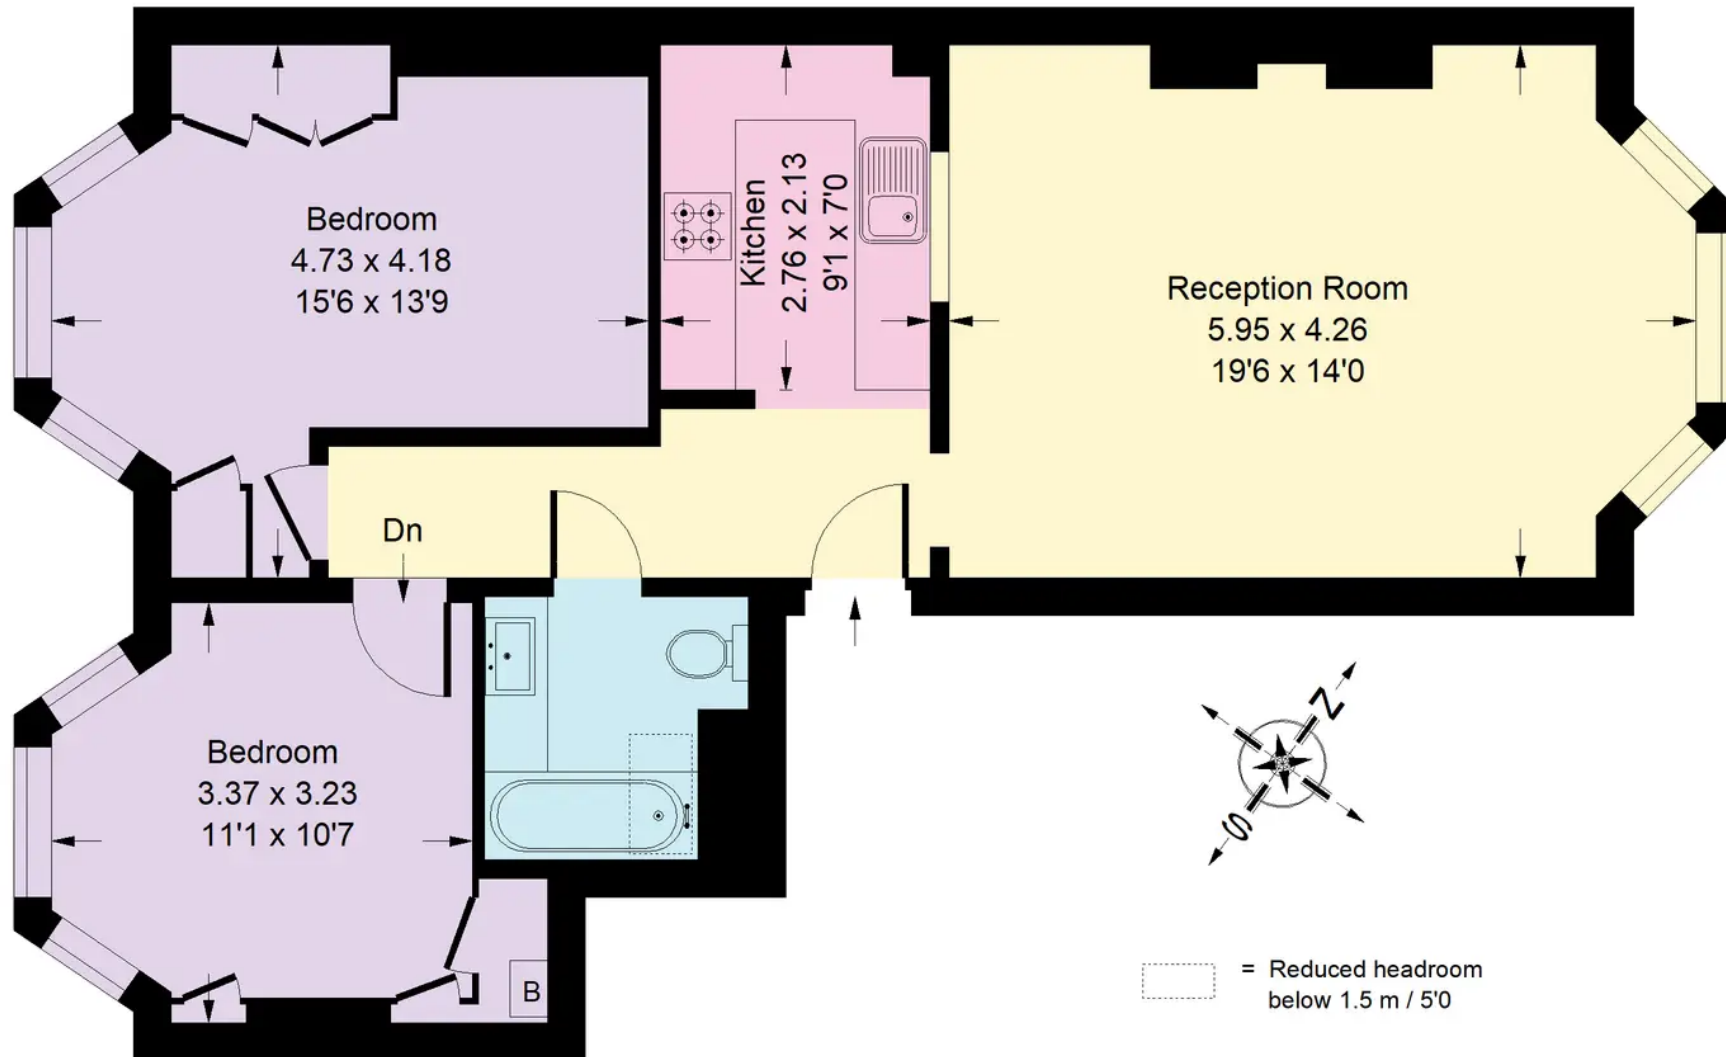 Bedroom
4.73 x 4.18
15'6 x 13'9
Kitchen
2.76 x 2.13
9'1 x 7'0
Reception Room
5.95 x 4.26
19'6 x 14'0
Dn
Bedroom
3.37 x 3.23
11'1 x 10'7
B
N
S
= Reduced headroom
below 1.5 m / 5'0